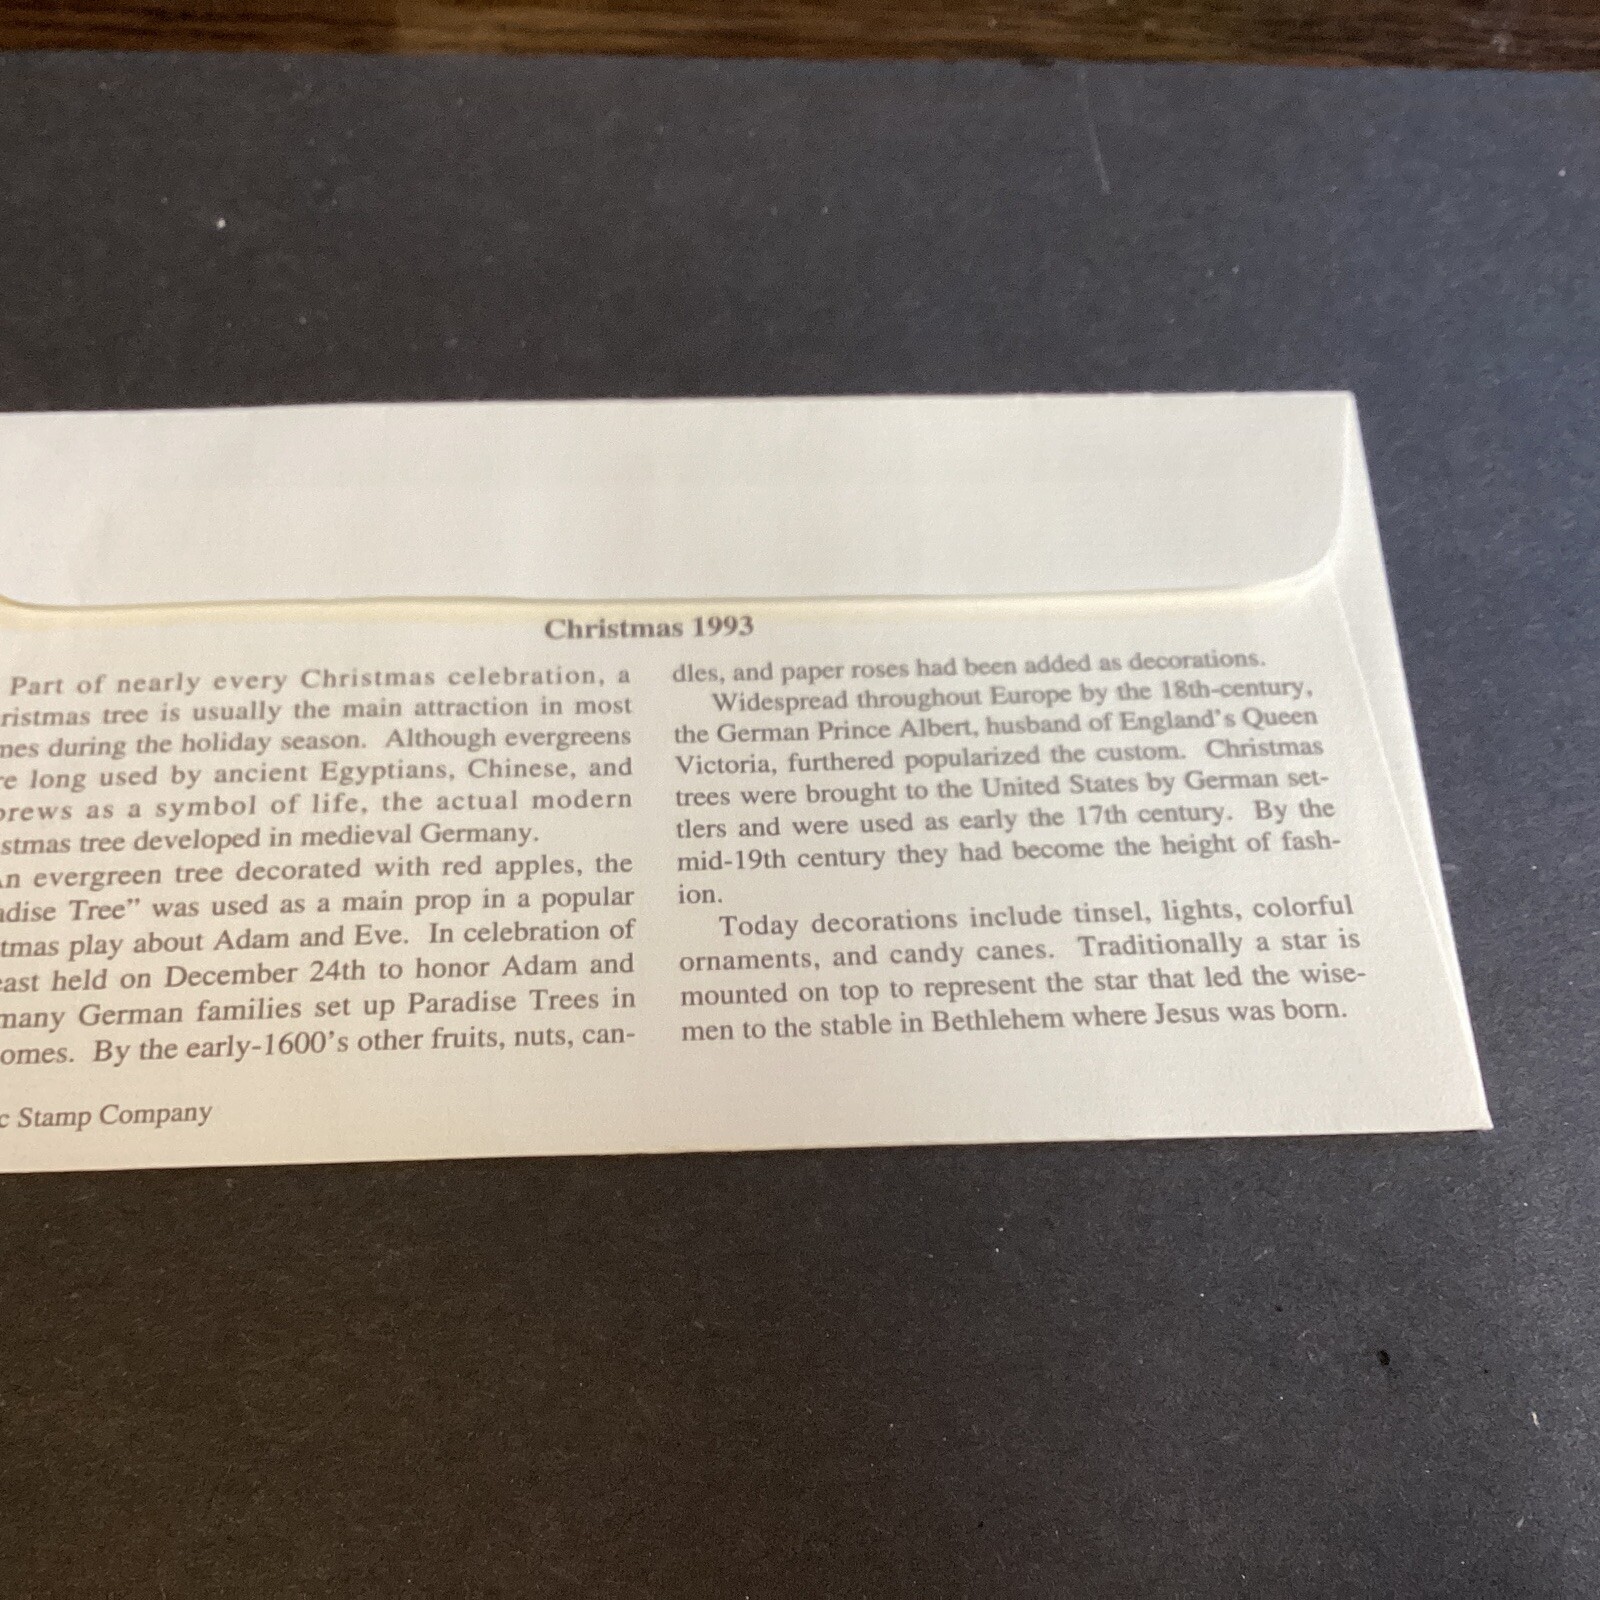 Christmas 1993
Part of nearly every Christmas celebration, a
ristmas tree is usually the main attraction in most
mes during the holiday season. Although evergreens
re long used by ancient Egyptians, Chinese, and
brews as a symbol of life, the actual modern
stmas tree developed in medieval Germany.
An evergreen tree decorated with red apples, the
adise Tree” was used as a main prop in a popular
tmas play about Adam and Eve. In celebration of
east held on December 24th to honor Adam and
many German families set up Paradise Trees in
omes. By the early-1600's other fruits, nuts, can-
dles, and paper roses had been added as decorations.
Widespread throughout Europe by the 18th-century,
the German Prince Albert, husband of England's Queen
Victoria, furthered popularized the custom. Christmas
trees were brought to the United States by German set-
tlers and were used as early the 17th century. By the
mid-19th century they had become the height of fash-
ion.
Today decorations include tinsel, lights, colorful
ornaments, and candy canes. Traditionally a star is
mounted on top to represent the star that led the wise-
men to the stable in Bethlehem where Jesus was born.
c Stamp Company